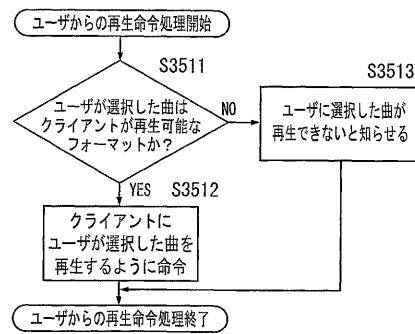 ユーザからの再生命令処理開始
S3511
ユーザが選択した曲は
クライアントが再生可能な
フォーマットか?
NO
S3513
ユーザに選択した曲が
再生できないと知らせる
YES
S3512
クライアントに
ユーザが選択した曲を
再生するように命令
ユーザからの再生命令処理終了